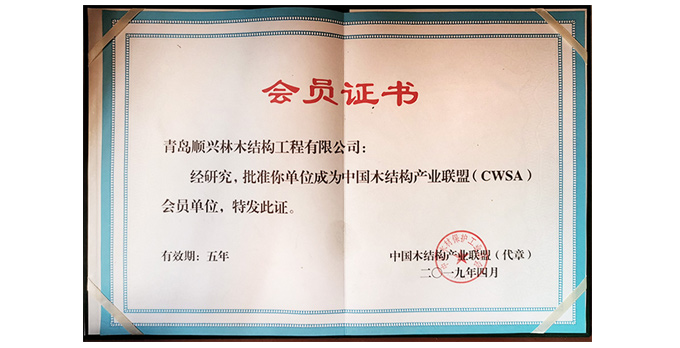 会员证书
青岛顺兴林木结构工程有限公司：
经研究，批准你单位成为中国木结构产业联盟（CWSA）
会员单位，特发此证。
有效期：五年
中国木结构产业联盟（代章）
二〇一九年四月